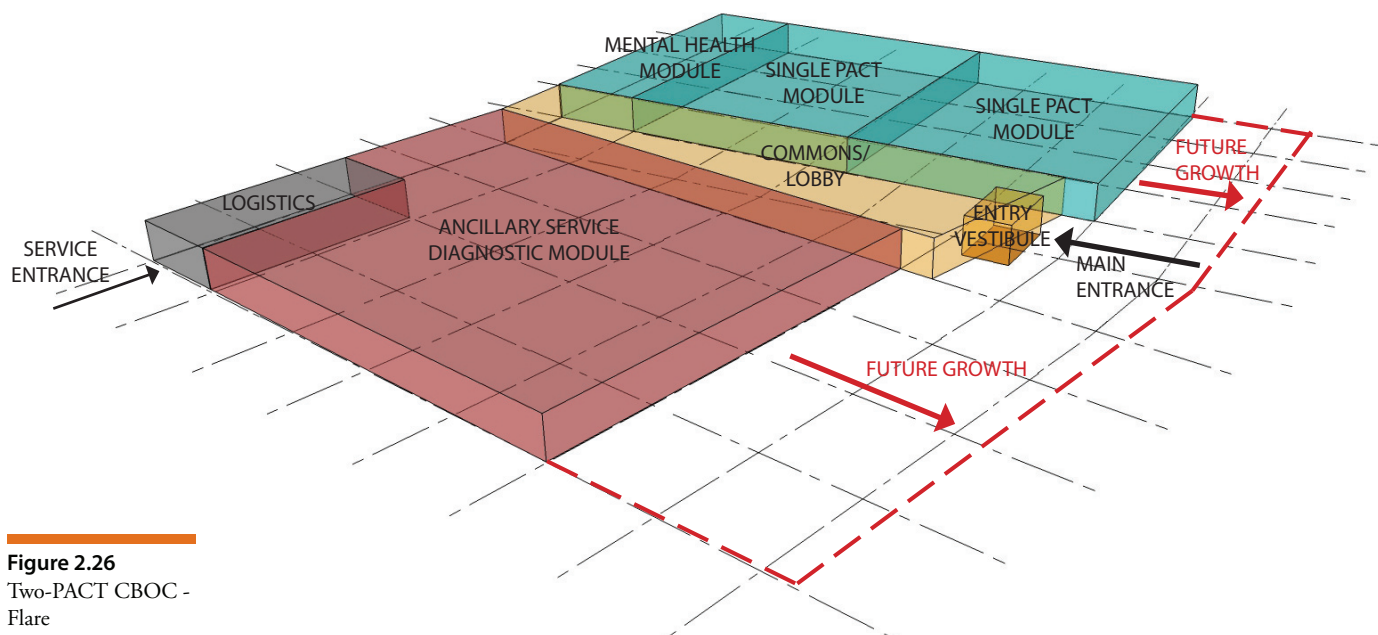 MENTAL HEALTH
MODULE
SINGLE PACT
MODULE
SINGLE PACT
MODULE
FUTURE
GROWTH
COMMONS/
LOBBY
LOGISTICS
ENTRY
VESTIBULE
ANCILLARY SERVICE
DIAGNOSTIC MODULE
SERVICE
ENTRANCE
MAIN
ENTRANCE
FUTURE GROWTH
Figure 2.26
Two-PACT CBOC -
Flare